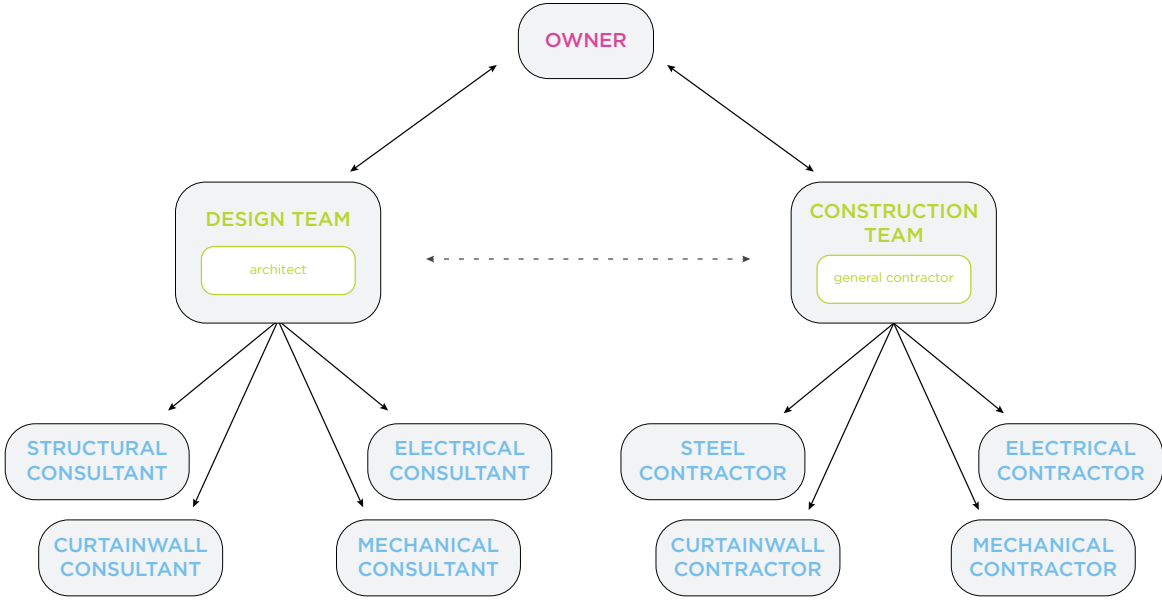 OWNER
DESIGN TEAM
architect
CONSTRUCTION
TEAM
general contractor
STRUCTURAL
CONSULTANT
ELECTRICAL
CONSULTANT
CURTAINWALL
CONSULTANT
MECHANICAL
CONSULTANT
STEEL
CONTRACTOR
ELECTRICAL
CONTRACTOR
CURTAINWALL
CONTRACTOR
MECHANICAL
CONTRACTOR